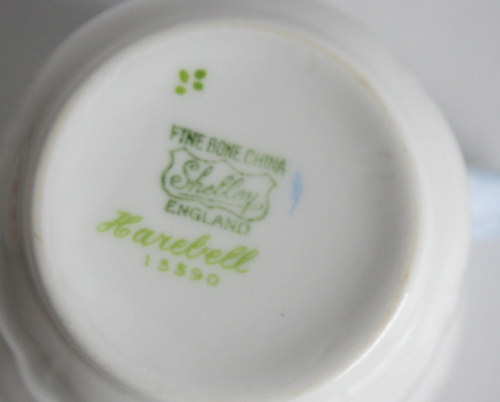 FINE BONE CHINA
Shelley
ENGLAND
Harebell
13590